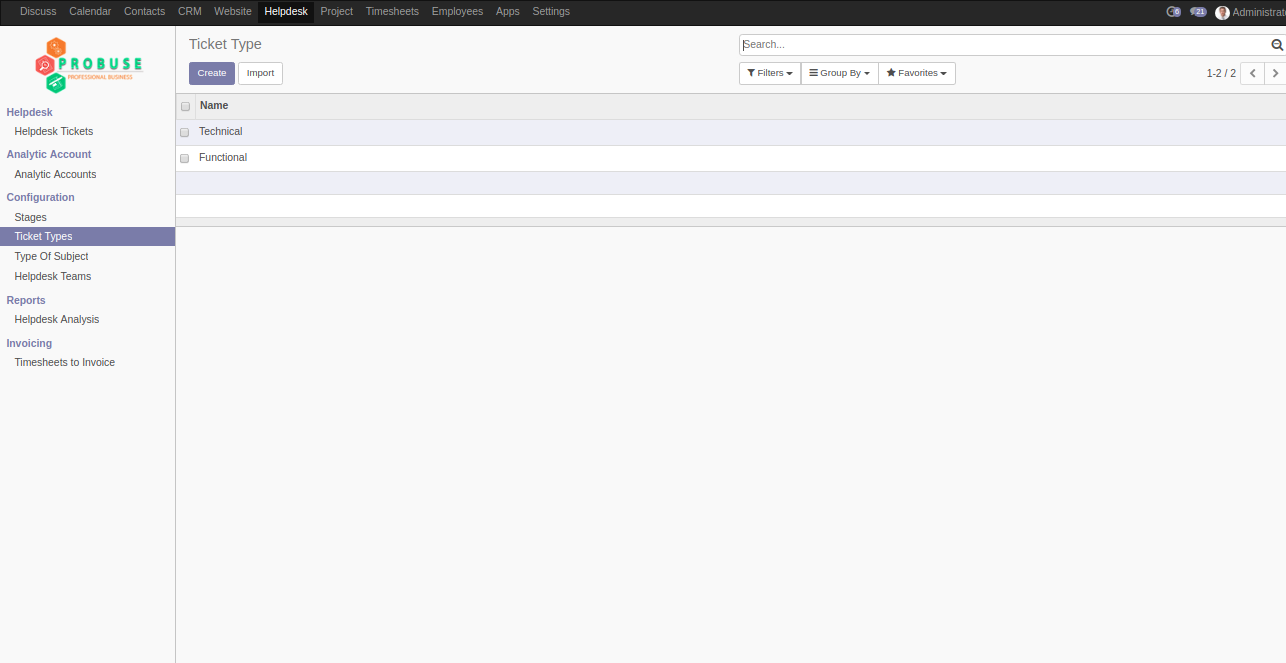 Discuss Calendar Contacts CRM Website Helpdesk Project Timesheets Employees Apps Settings 6 21 Administrat
PROBUSE
PROFESSIONAL BUSINESS
Helpdesk
Helpdesk Tickets
Analytic Account
Analytic Accounts
Configuration
Stages
Ticket Types
Type Of Subject
Helpdesk Teams
Reports
Helpdesk Analysis
Invoicing
Timesheets to Invoice
Ticket Type
Search...
Create Import
Filters Group By Favorites 1-2 / 2
Name
Technical
Functional